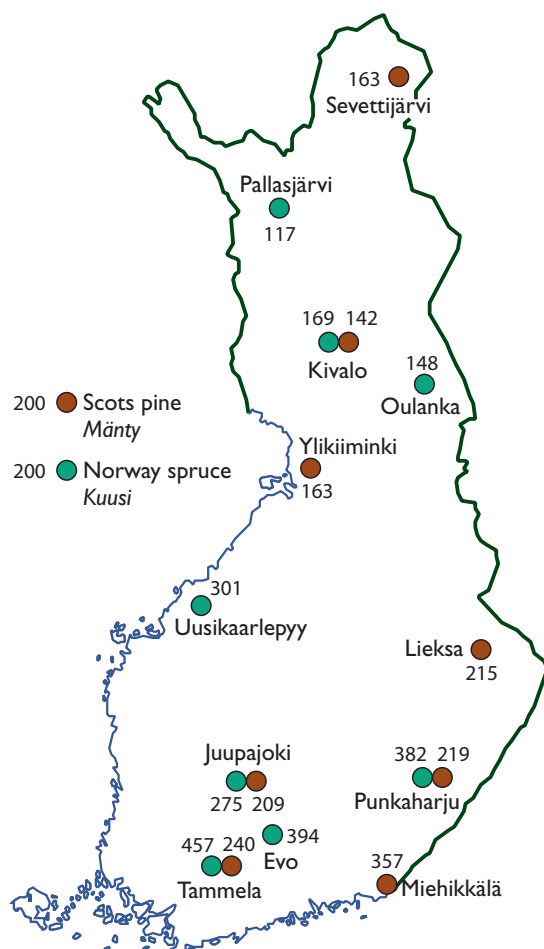 163
Sevettijärvi
Pallasjärvi
117
169 142
Kivalo
148
Oulanka
200 Scots pine
Mänty
200 Norway spruce
Kuusi
Ylikiiminki
163
301
Uusikaarlepyy
Lieksa
215
Juupajoki
275 209
382 219
Punkaharju
394
Evo
457 240
Tammela
357
Miehikkälä